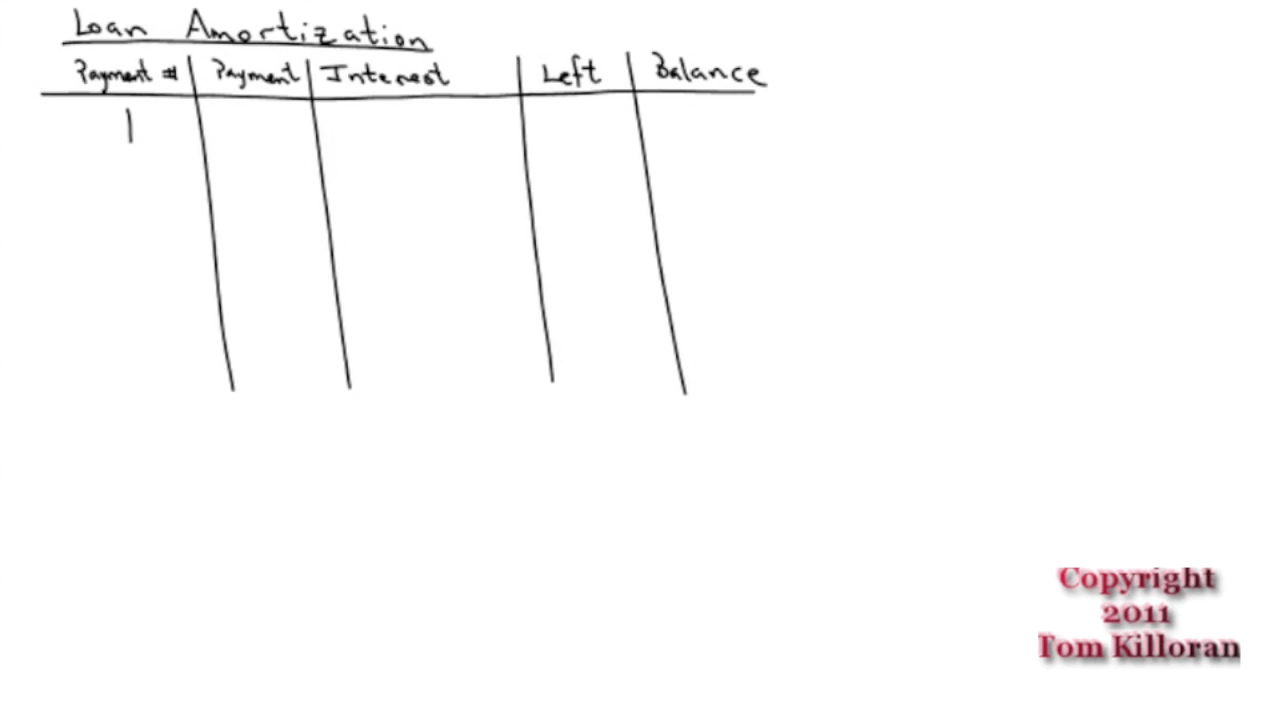 Loan Amortization
Payment # Payment Interest Left Balance
1
Copyright
2011
Tom Killoran